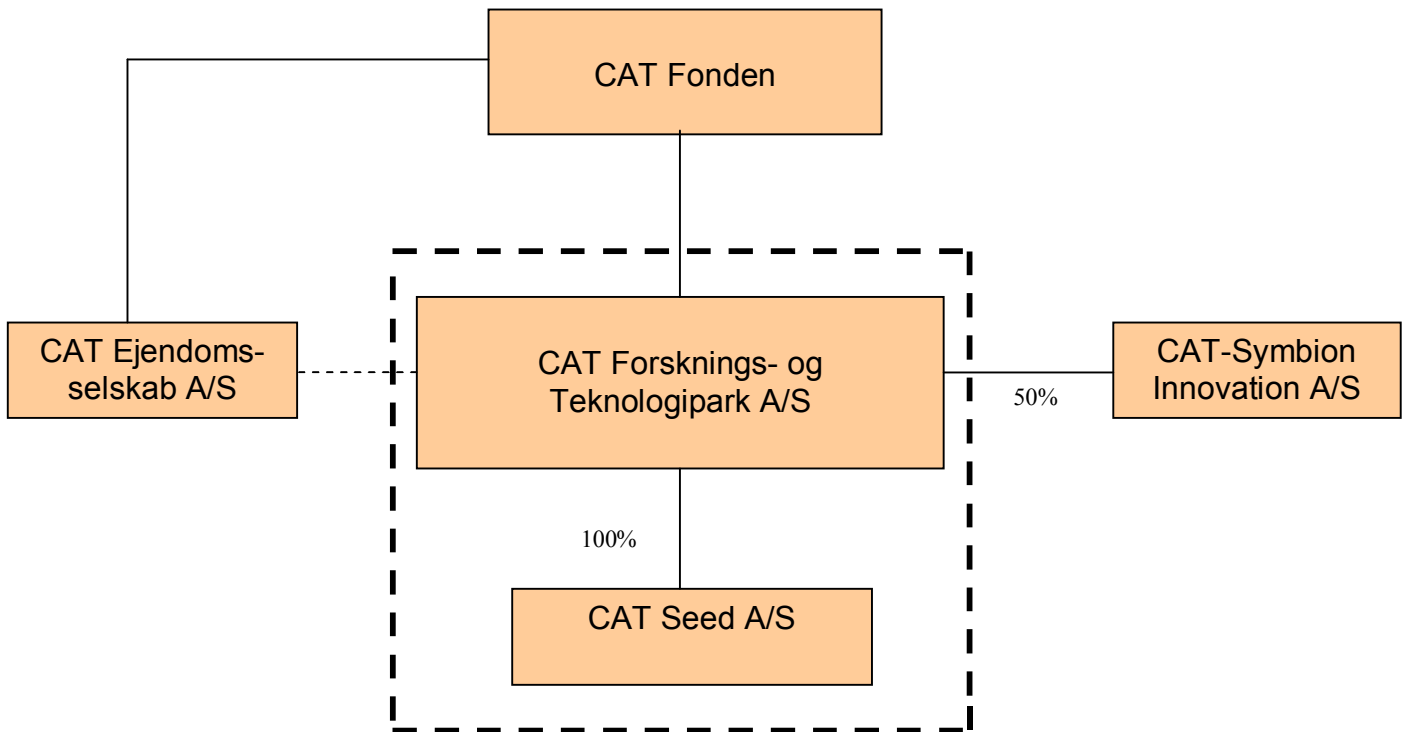 CAT Fonden
CAT Ejendoms-
selskab A/S
CAT Forsknings- og
Teknologipark A/S
50%
CAT-Symbion
Innovation A/S
100%
CAT Seed A/S